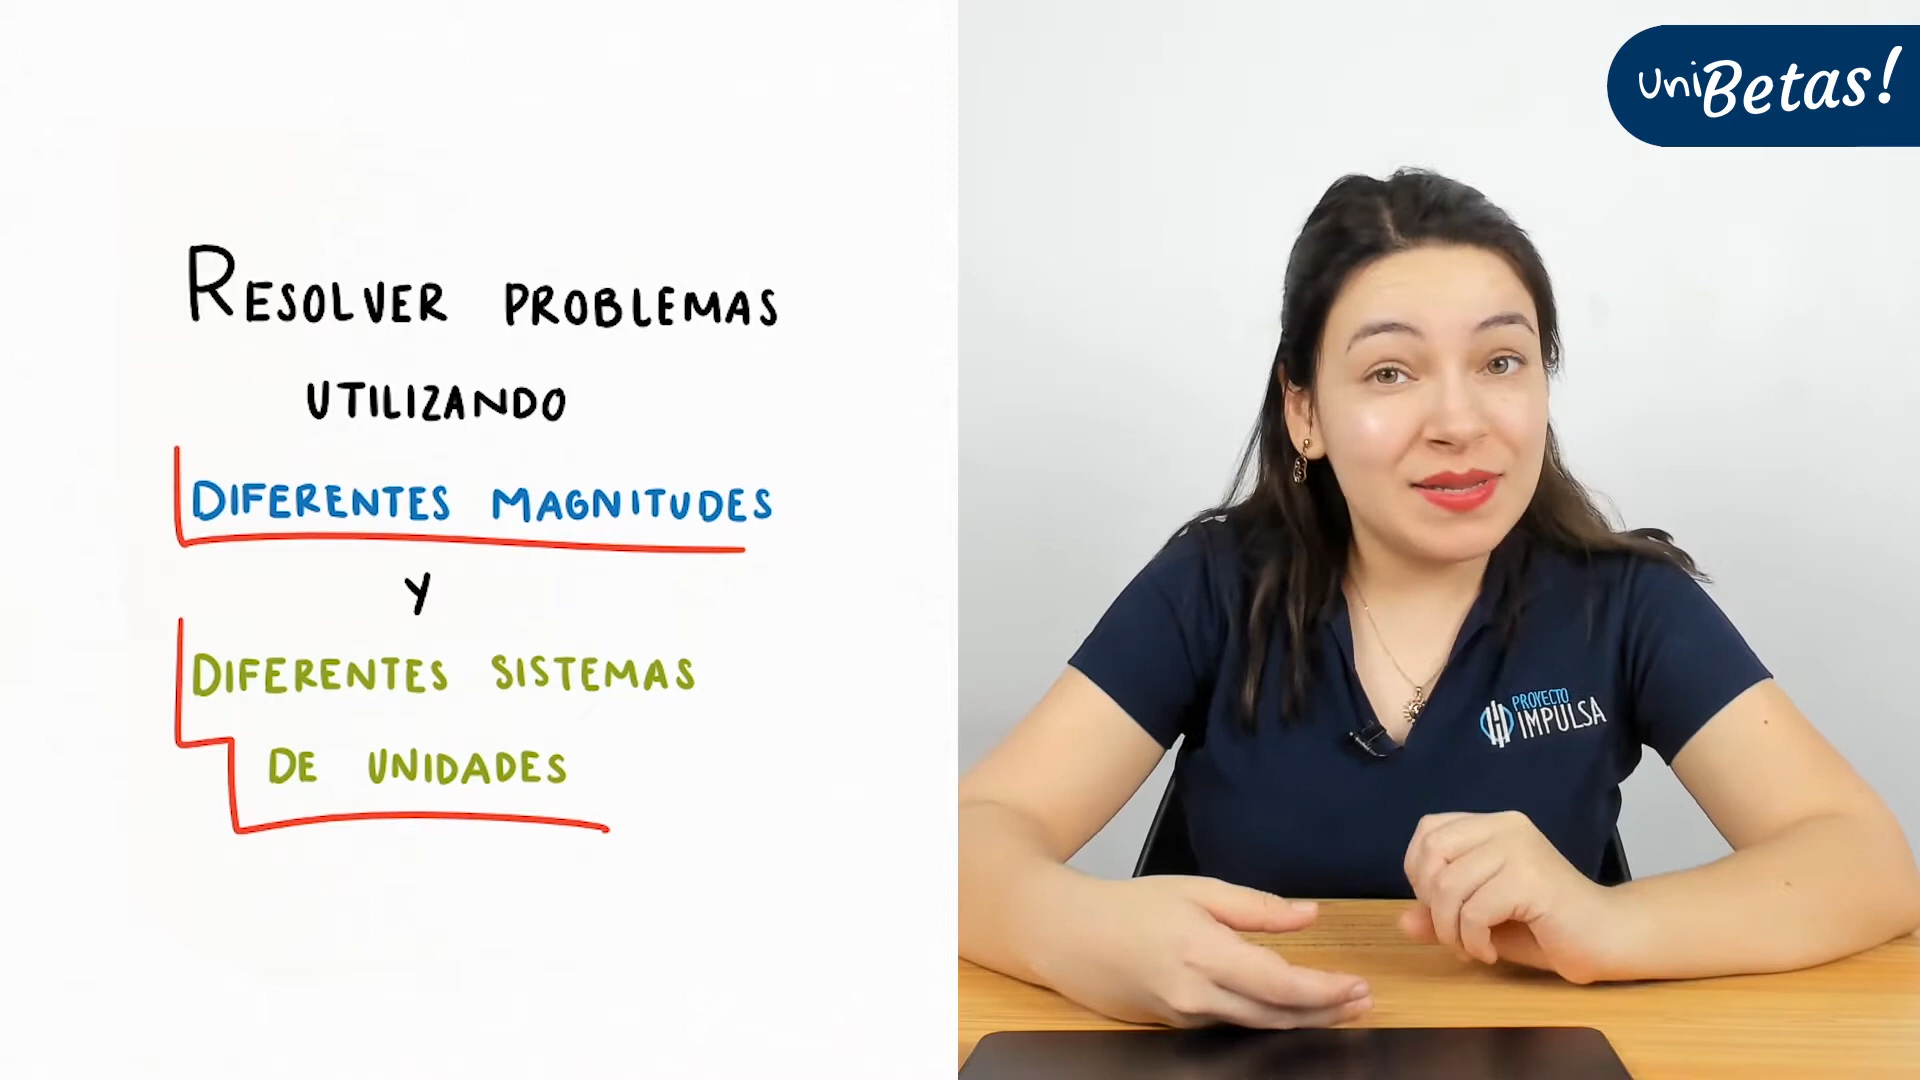 RESOLVER PROBLEMAS
UTILIZANDO
DIFERENTES MAGNITUDES
Y
DIFERENTES SISTEMAS
DE UNIDADES
uniBetas!
PROYECTO
IMPULSA